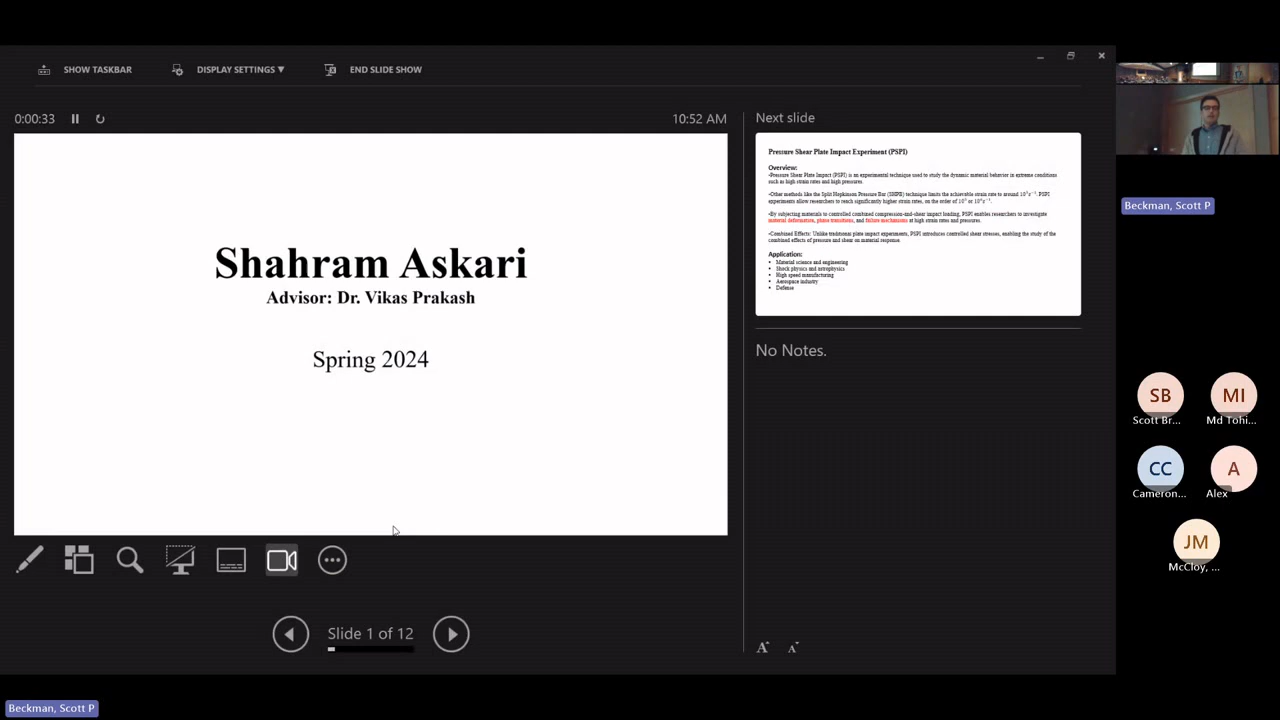 SHOW TASKBAR
DISPLAY SETTINGS ▼
END SLIDE SHOW
0:00:33
10:52 AM
Shahram Askari
Advisor: Dr. Vikas Prakash
Spring 2024
Slide 1 of 12
Next slide
Pressure Shear Plate Impact Experiment (PSPI)
Overview:
•Pressure Shear Plate Impact (PSPI) is an experimental technique used to study the dynamic material behavior in extreme conditions
such as high strain rates and high pressures.
•Other methods like the Split Hopkinson Pressure Bar (SHPB) technique limits the achievable strain rate to around 10³s⁻¹. PSPI
experiments allow researchers to reach significantly higher strain rates, on the order of 10⁵ or 10⁶s⁻¹.
•By subjecting materials to controlled combined compression-and-shear impact loading, PSPI enables researchers to investigate
material deformation, phase transitions, and failure mechanisms at high strain rates and pressures.
•Combined Effects: Unlike traditional plate impact experiments, PSPI introduces controlled shear stresses, enabling the study of the
combined effects of pressure and shear on material response.
Application:
• Material science and engineering
• Shock physics and astrophysics
• High speed manufacturing
• Aerospace industry
• Defense
No Notes.
A A
Beckman, Scott P
SB
Scott Br...
MI
Md Tohi...
CC
Cameron...
A
Alex
JM
McCloy, ...
Beckman, Scott P